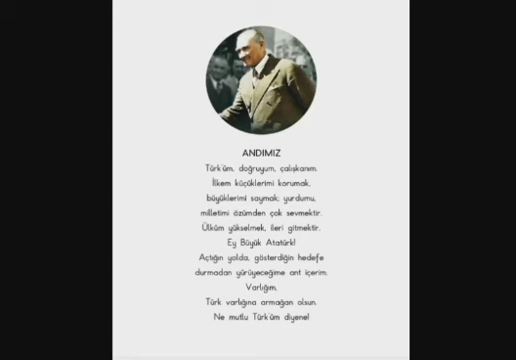 ANDIMIZ
Türk'üm, doğruyum, çalışkanım.
İlkem küçüklerimi korumak,
büyüklerimi saymak; yurdumu,
milletimi özümden çok sevmektir.
Ülküm yükselmek, ileri gitmektir.
Ey Büyük Atatürk!
Açtığın yolda, gösterdiğin hedefe
durmadan yürüyeceğime ant içerim.
Varlığım,
Türk varlığına armağan olsun.
Ne mutlu Türk'üm diyene!